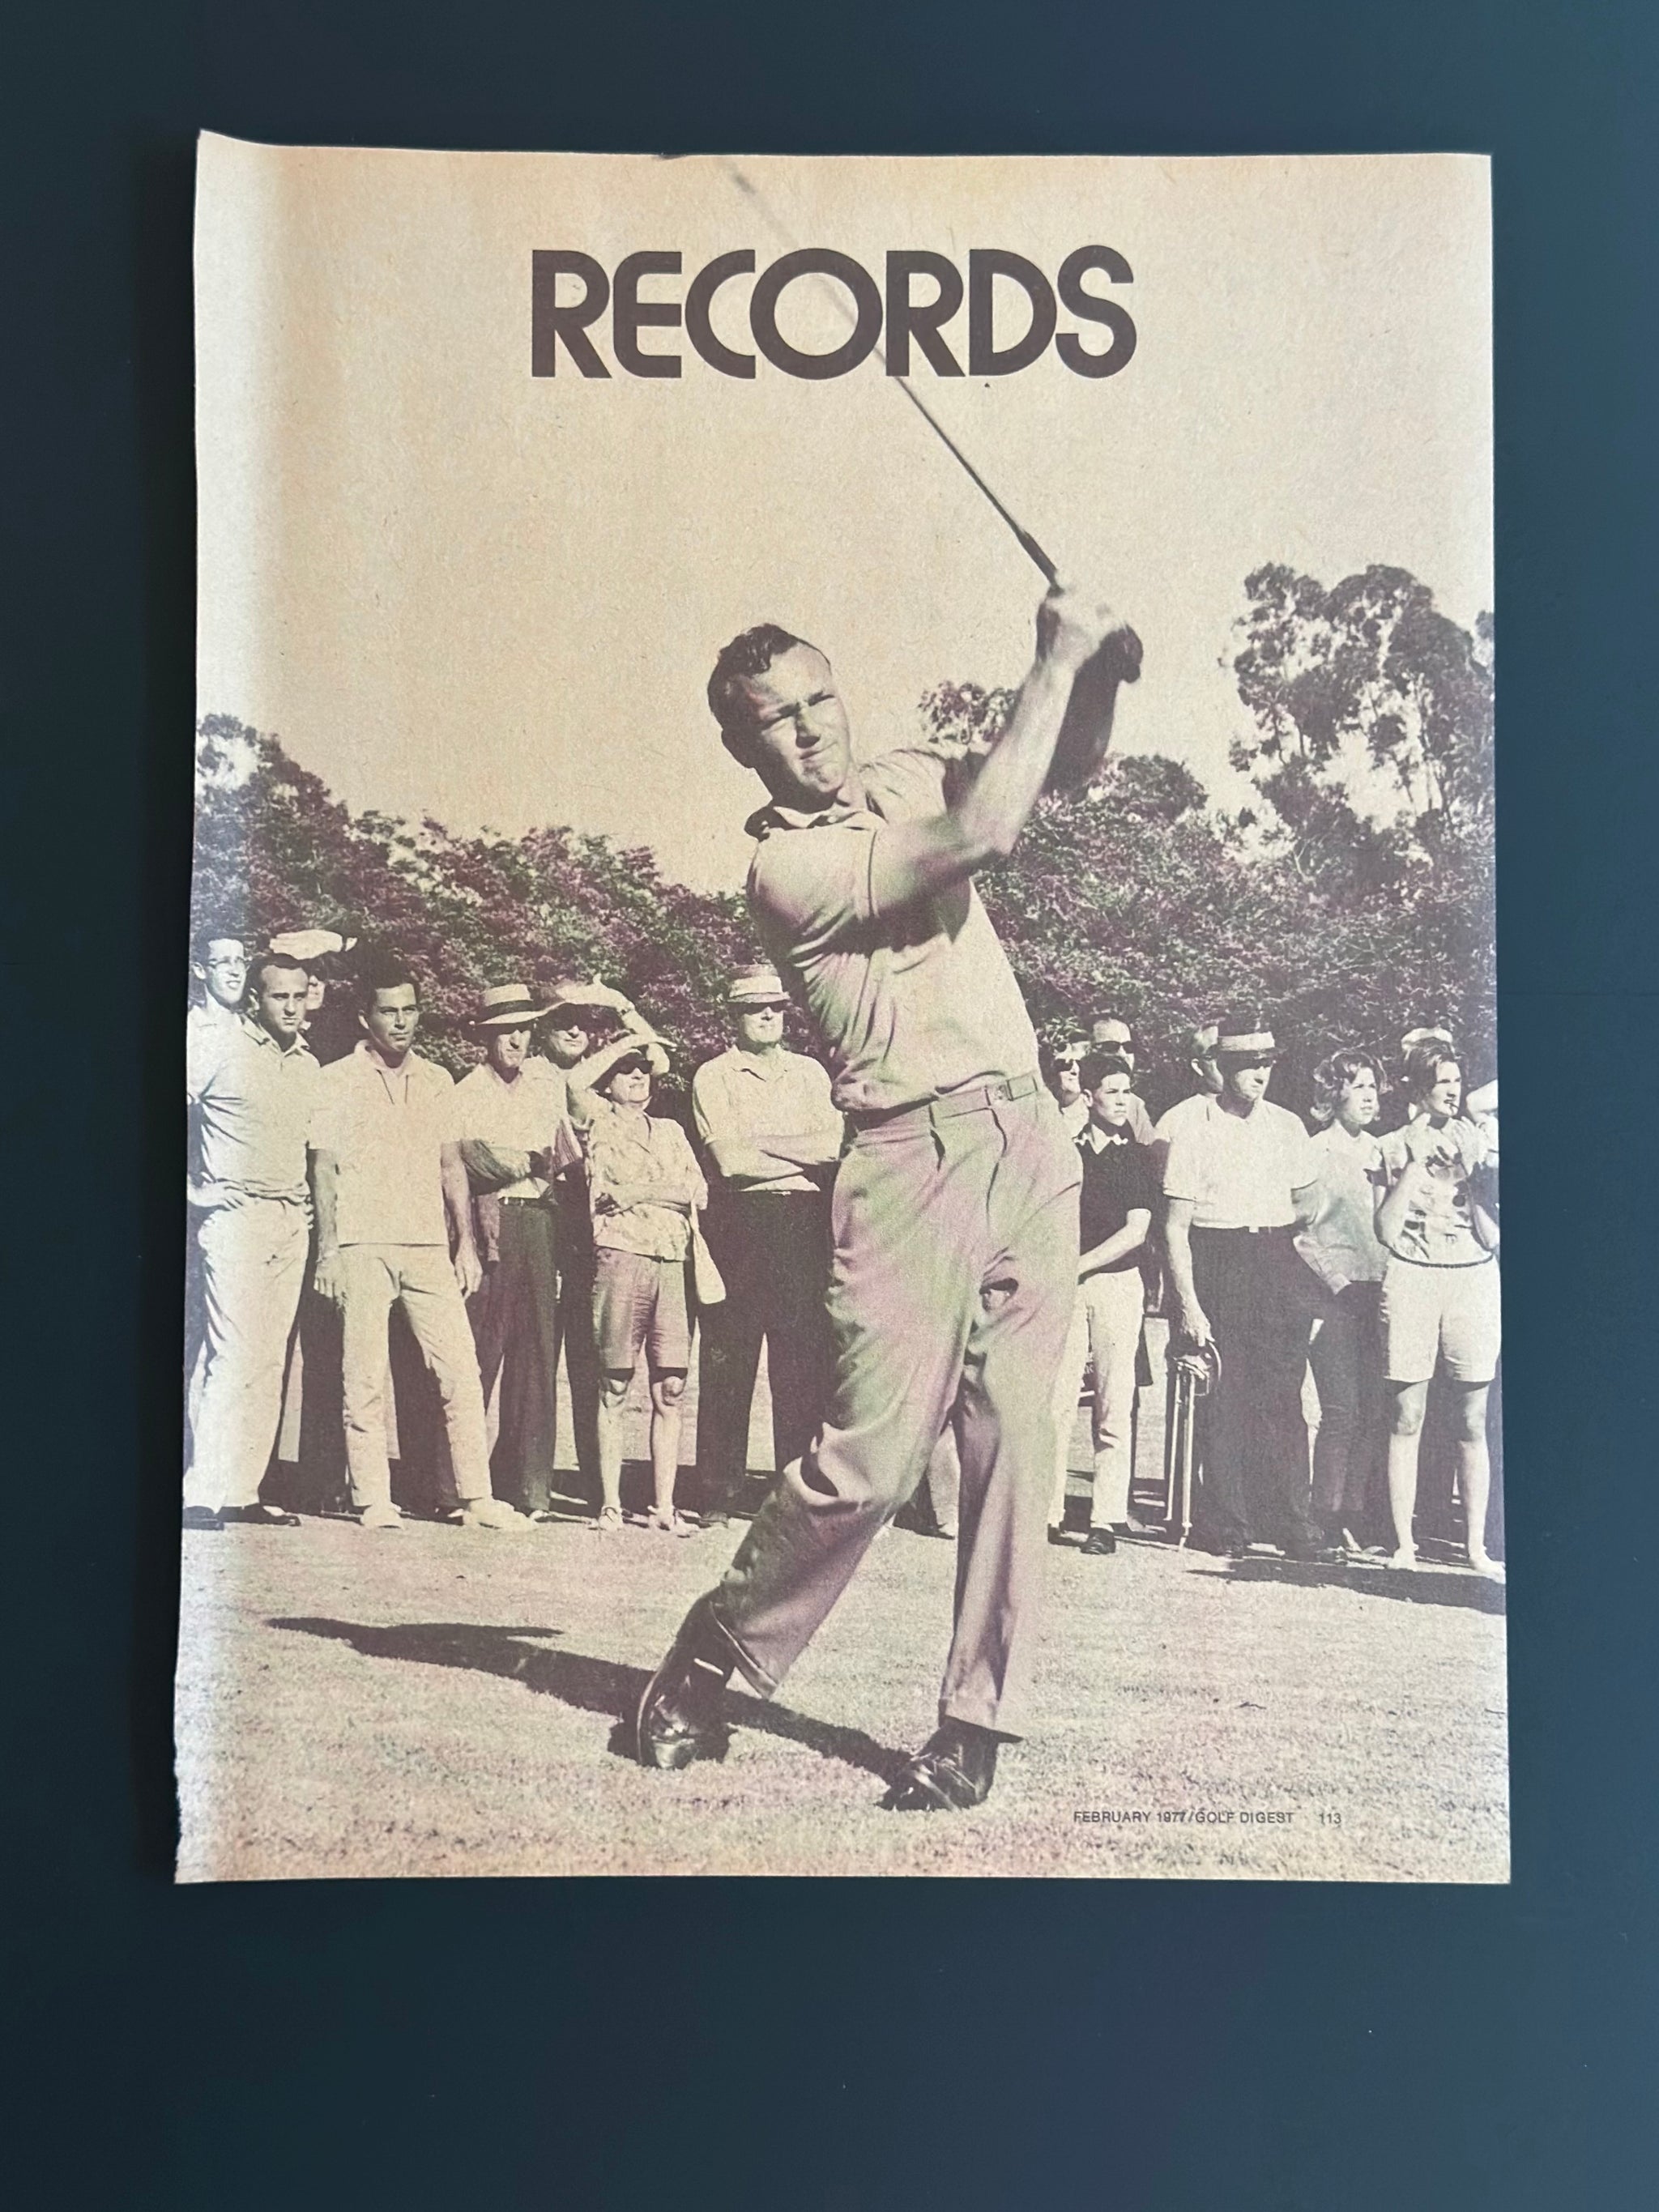 RECORDS
FEBRUARY 1977/GOLF DIGEST 113